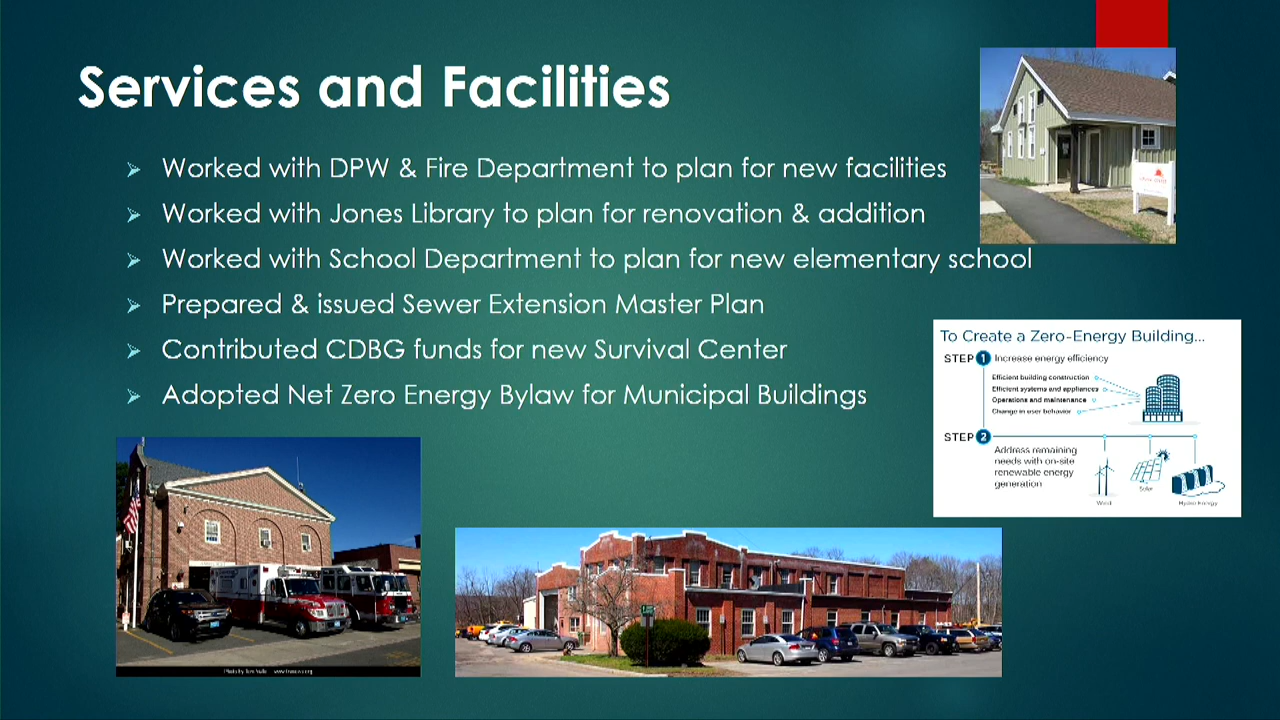 Services and Facilities
Worked with DPW & Fire Department to plan for new facilities
Worked with Jones Library to plan for renovation & addition
Worked with School Department to plan for new elementary school
Prepared & issued Sewer Extension Master Plan
Contributed CDBG funds for new Survival Center
Adopted Net Zero Energy Bylaw for Municipal Buildings
To Create a Zero-Energy Building...
STEP 1 Increase energy efficiency
Efficient building construction
Efficient systems and appliances
Operations and maintenance
Change in user behavior
STEP 2
Address remaining
needs with on-site
renewable energy
generation
Wind
Solar
Hydro Energy